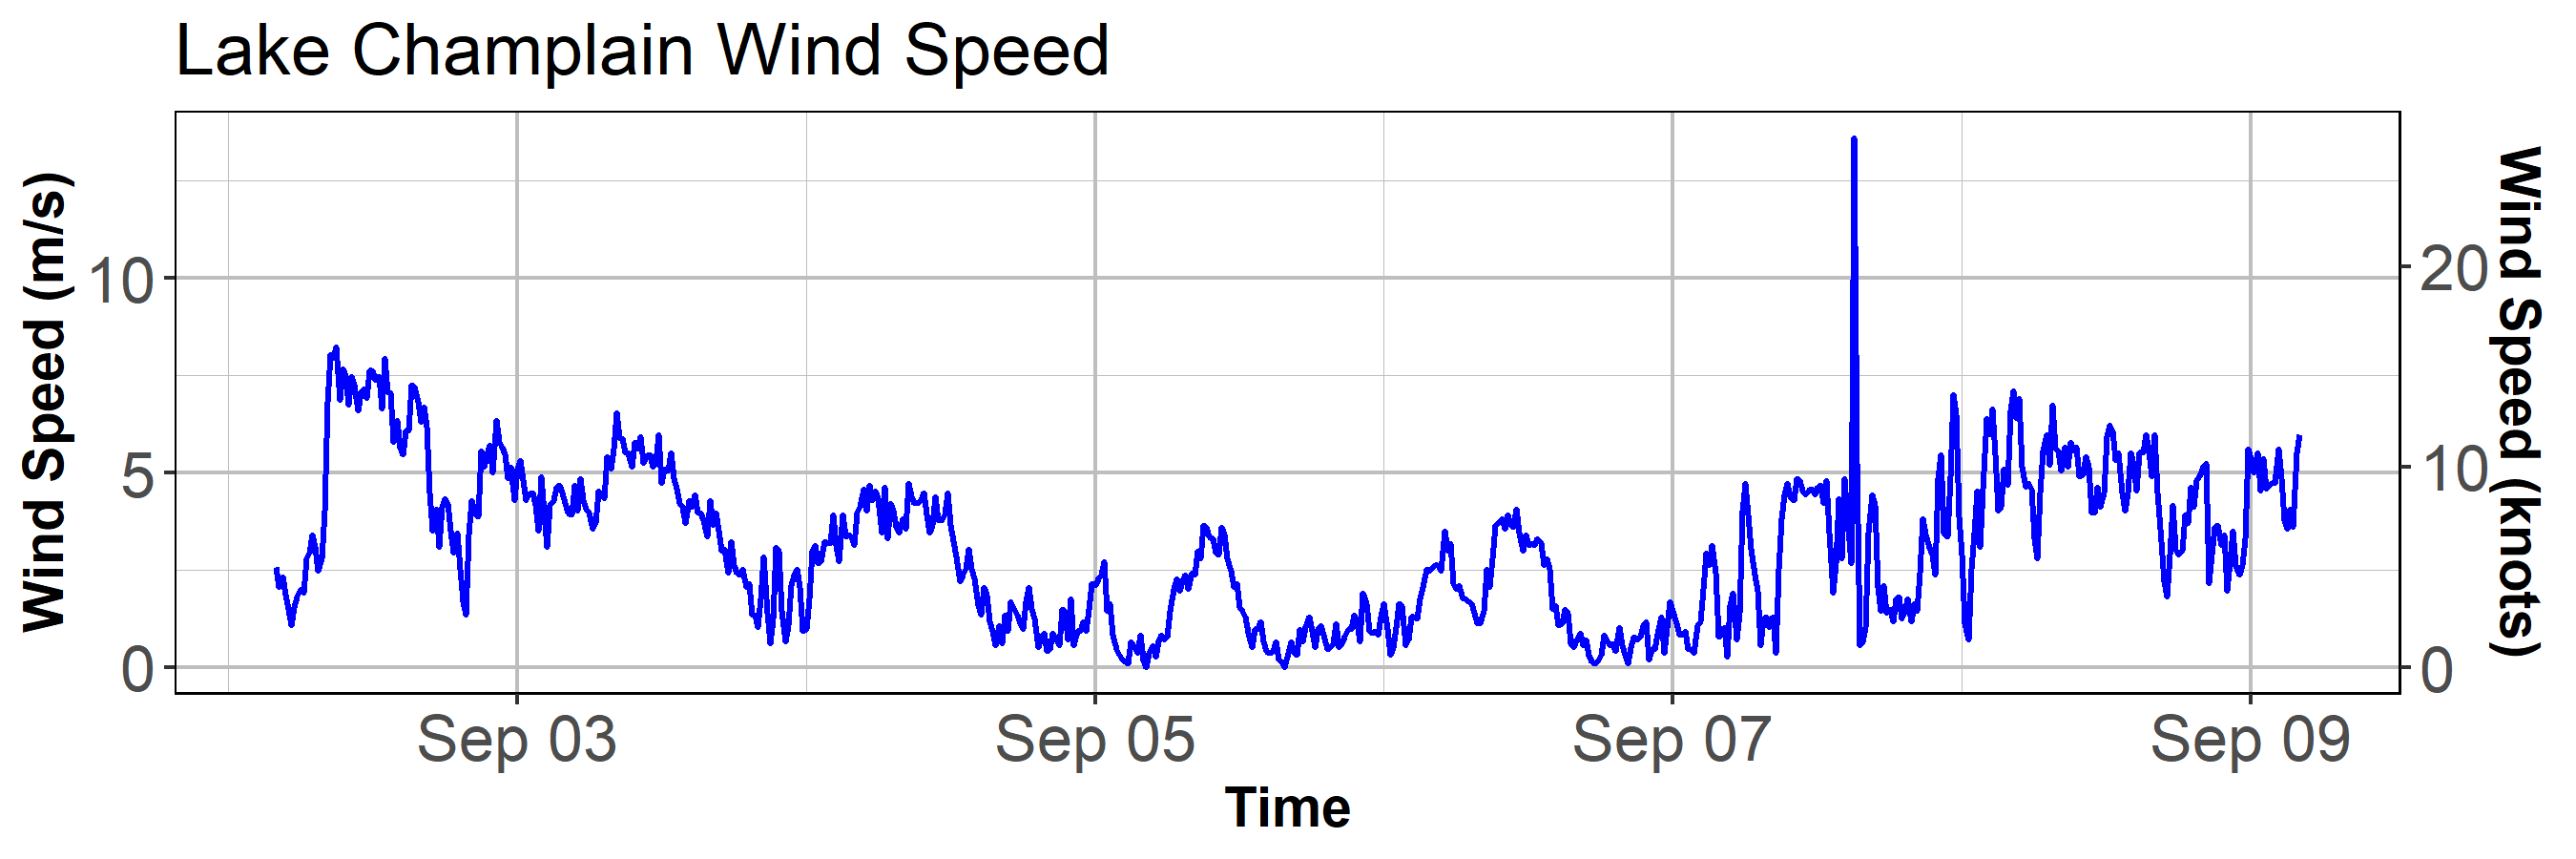 Lake Champlain Wind Speed
Wind Speed (m/s)
10
5
0
20
10
0
Wind Speed (knots)
Sep 03
Sep 05
Sep 07
Sep 09
Time